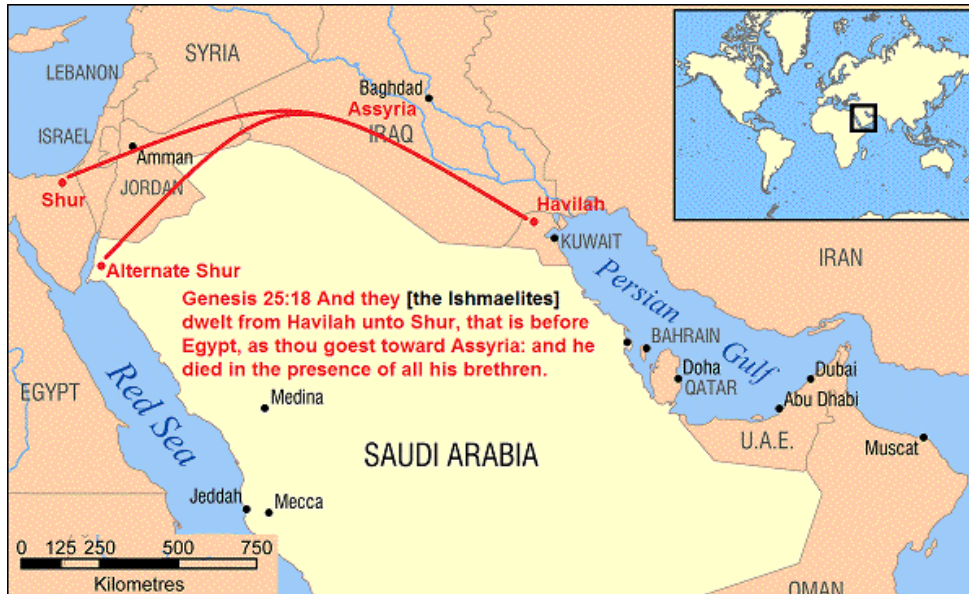 SYRIA
LEBANON
Baghdad
Assyria
IRAQ
ISRAEL
Amman
JORDAN
Shur
Havilah
KUWAIT
IRAN
Alternate Shur
Genesis 25:18 And they [the Ishmaelites]
dwelt from Havilah unto Shur, that is before
Egypt, as thou goest toward Assyria: and he
died in the presence of all his brethren.
Persian
Gulf
BAHRAIN
Doha
QATAR
Dubai
Abu Dhabi
EGYPT
Red Sea
Medina
U.A.E.
Muscat
SAUDI ARABIA
Jeddah
Mecca
0 125 250 500 750
Kilometres
OMAN